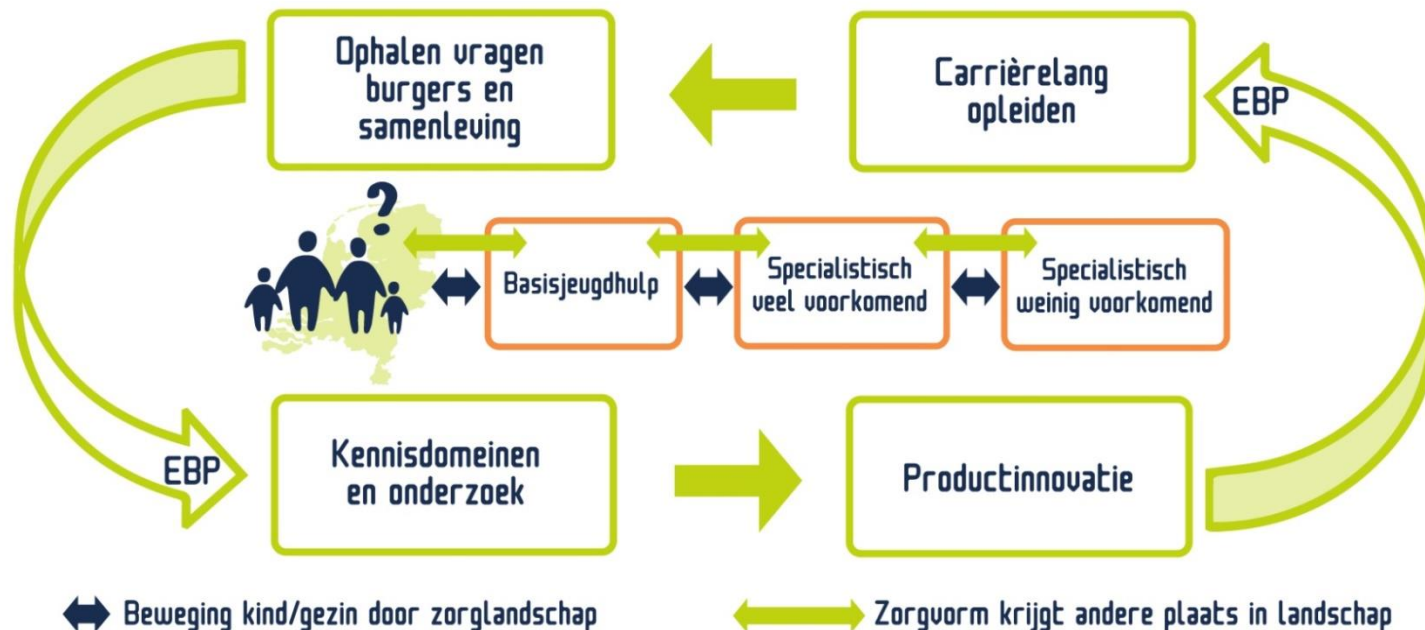 Ophalen vragen
burgers en
samenleving
Carrièrelang
opleiden
EBP
?
Basisjeugdhulp
Specialistisch
veel voorkomend
Specialistisch
weinig voorkomend
EBP
Kennisdomeinen
en onderzoek
Productinnovatie
Beweging kind/gezin door zorglandschap
Zorgvorm krijgt andere plaats in landschap